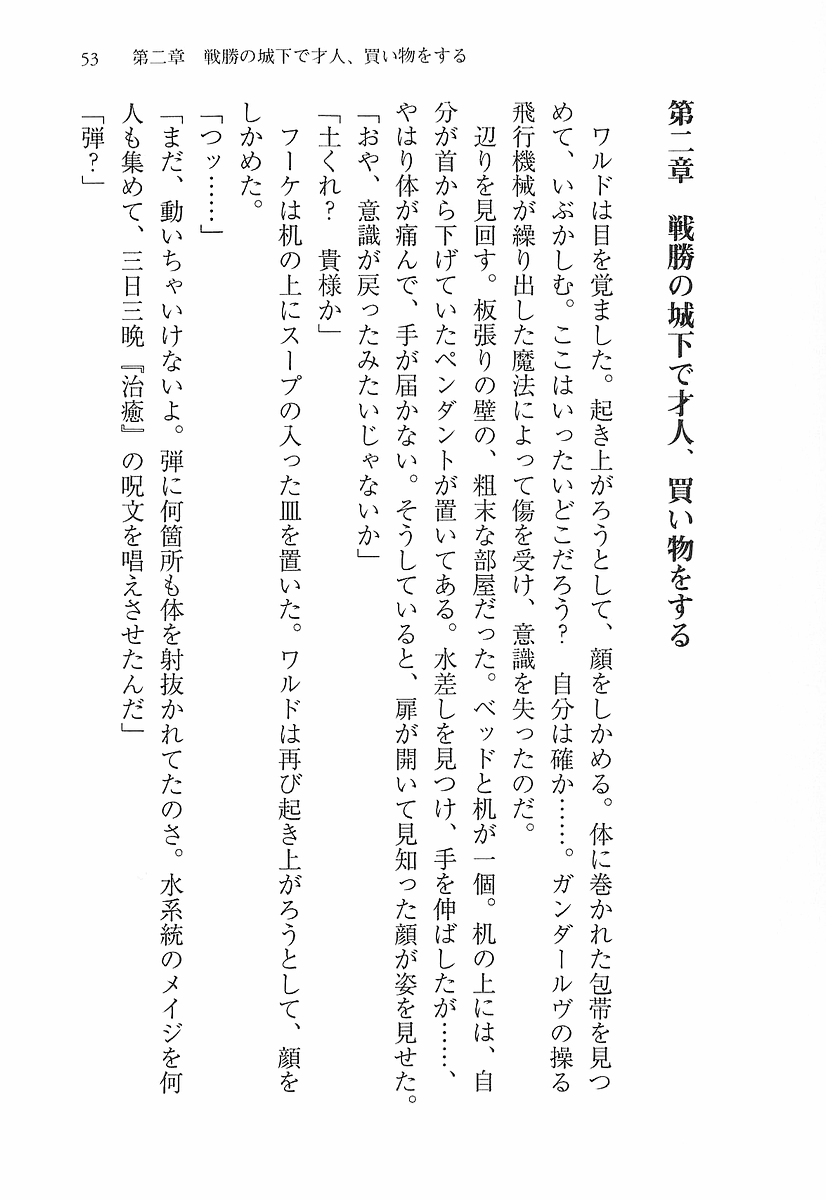 53　第二章　戦勝の城下で才人、買い物をする
第二章　戦勝の城下で才人、買い物をする
　ワルドは目を覚ました。起き上がろうとして、顔をしかめる。体に巻かれた包帯を見つ
めて、いぶかしむ。ここはいったいどこだろう？　自分は確か……。ガンダールヴの操る
飛行機械が繰り出した魔法によって傷を受け、意識を失ったのだ。
　辺りを見回す。板張りの壁の、粗末な部屋だった。ベッドと机が一個。机の上には、自
分が首から下げていたペンダントが置いてある。水差しを見つけ、手を伸ばしたが……、
やはり体が痛んで、手が届かない。そうしていると、扉が開いて見知った顔が姿を見せた。
「おや、意識が戻ったみたいじゃないか」
「土くれ？　貴様か」
　フーケは机の上にスープの入った皿を置いた。ワルドは再び起き上がろうとして、顔を
しかめた。
「つッ……」
「まだ、動いちゃいけないよ。弾に何箇所も体を射抜かれてたのさ。水系統のメイジを何
人も集めて、三日三晩『治癒』の呪文を唱えさせたんだ」
「弾？」